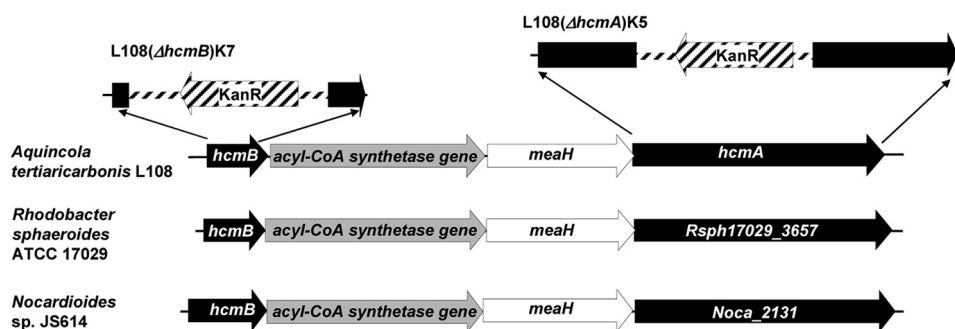 L108(ΔhcmB)K7
L108(ΔhcmA)K5
KanR
KanR
Aquincola
tertiaricarbonis L108
hcmB
acyl-CoA synthetase gene
meaH
hcmA
Rhodobacter
sphaeroides
ATCC 17029
hcmB
acyl-CoA synthetase gene
meaH
Rsph17029_3657
Nocardioides
sp. JS614
hcmB
acyl-CoA synthetase gene
meaH
Noca_2131